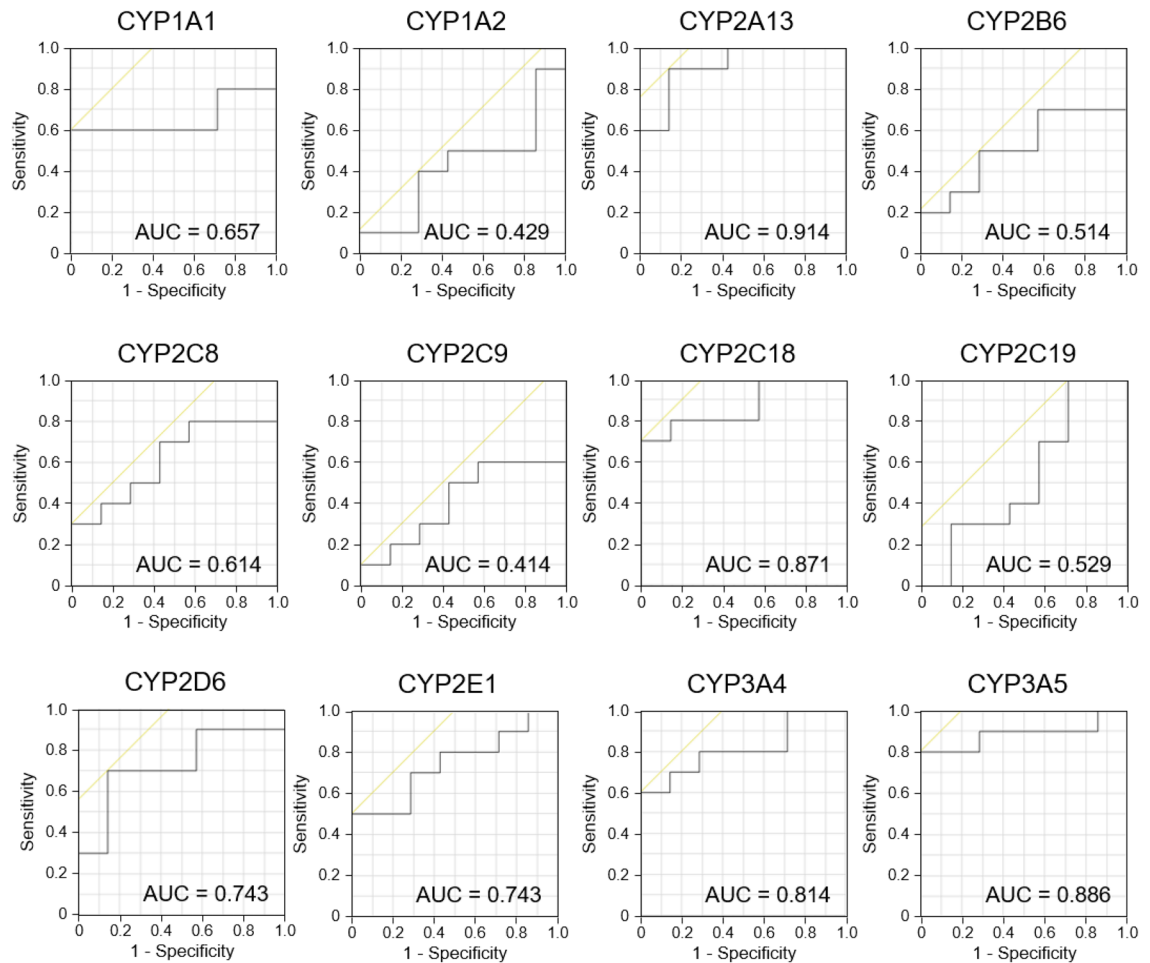 CYP1A1 CYP1A2 CYP2A13 CYP2B6
1.0 1.0 1.0 1.0
0.8 0.8 0.8 0.8
0.6 0.6 0.6 0.6
Sensitivity Sensitivity Sensitivity Sensitivity
0.4 0.4 0.4 0.4
0.2 0.2 0.2 0.2
AUC = 0.657 AUC = 0.429 AUC = 0.914 AUC = 0.514
0 0 0 0
0 0.2 0.4 0.6 0.8 1.0 0 0.2 0.4 0.6 0.8 1.0 0 0.2 0.4 0.6 0.8 1.0 0 0.2 0.4 0.6 0.8 1.0
1 - Specificity 1 - Specificity 1 - Specificity 1 - Specificity
CYP2C8 CYP2C9 CYP2C18 CYP2C19
1.0 1.0 1.0 1.0
0.8 0.8 0.8 0.8
0.6 0.6 0.6 0.6
Sensitivity Sensitivity Sensitivity Sensitivity
0.4 0.4 0.4 0.4
0.2 0.2 0.2 0.2
AUC = 0.614 AUC = 0.414 AUC = 0.871 AUC = 0.529
0 0 0 0
0 0.2 0.4 0.6 0.8 1.0 0 0.2 0.4 0.6 0.8 1.0 0 0.2 0.4 0.6 0.8 1.0 0 0.2 0.4 0.6 0.8 1.0
1 - Specificity 1 - Specificity 1 - Specificity 1 - Specificity
CYP2D6 CYP2E1 CYP3A4 CYP3A5
1.0 1.0 1.0 1.0
0.8 0.8 0.8 0.8
0.6 0.6 0.6 0.6
Sensitivity Sensitivity Sensitivity Sensitivity
0.4 0.4 0.4 0.4
0.2 0.2 0.2 0.2
AUC = 0.743 AUC = 0.743 AUC = 0.814 AUC = 0.886
0 0 0 0
0 0.2 0.4 0.6 0.8 1.0 0 0.2 0.4 0.6 0.8 1.0 0 0.2 0.4 0.6 0.8 1.0 0 0.2 0.4 0.6 0.8 1.0
1 - Specificity 1 - Specificity 1 - Specificity 1 - Specificity